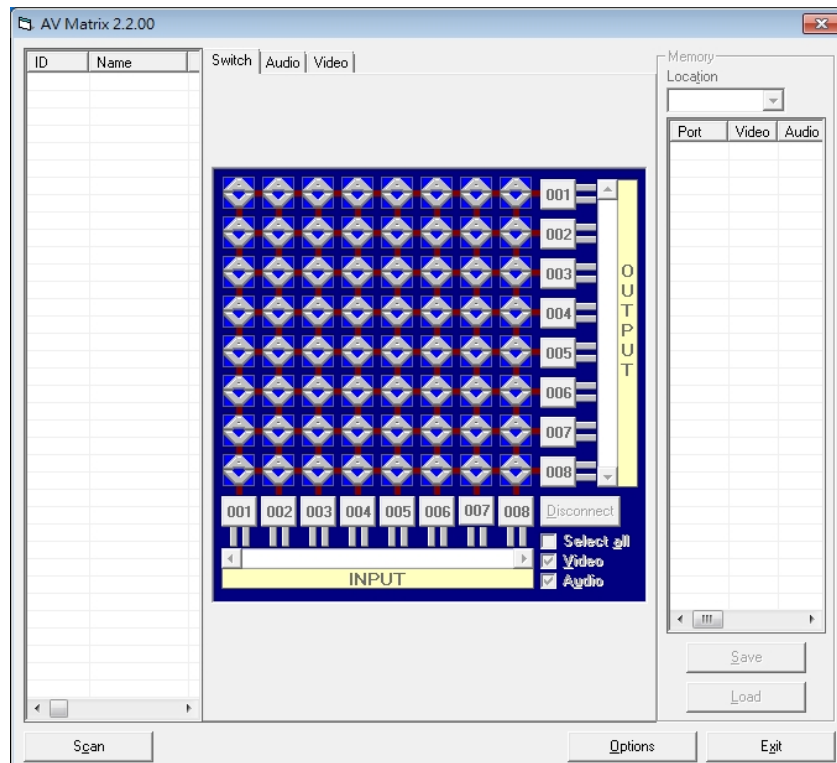 AV Matrix 2.2.00
ID Name
Switch Audio Video
Memory
Location
Port Video Audio
001
002
003
004
005
006
007
008
OUTPUT
001 002 003 004 005 006 007 008
Disconnect
Select all
Video
Audio
INPUT
Save
Load
Scan
Options
Exit